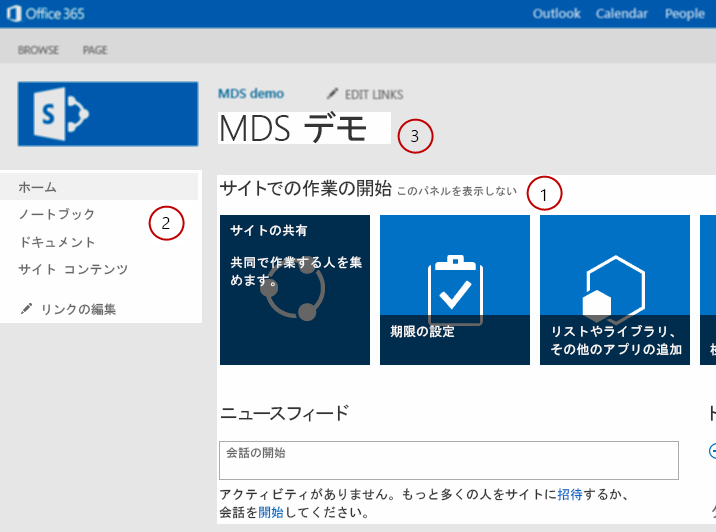 Office 365
Outlook Calendar People
BROWSE PAGE
S
MDS demo EDIT LINKS
MDS デモ
3
ホーム
ノートブック
ドキュメント
サイト コンテンツ
リンクの編集
2
サイトでの作業の開始 このパネルを表示しない
1
サイトの共有
共同で作業する人を集
めます。
期限の設定
リストやライブラリ、
その他のアプリの追加
ニュースフィード
会話の開始
アクティビティがありません。もっと多くの人をサイトに招待するか、
会話を開始してください。